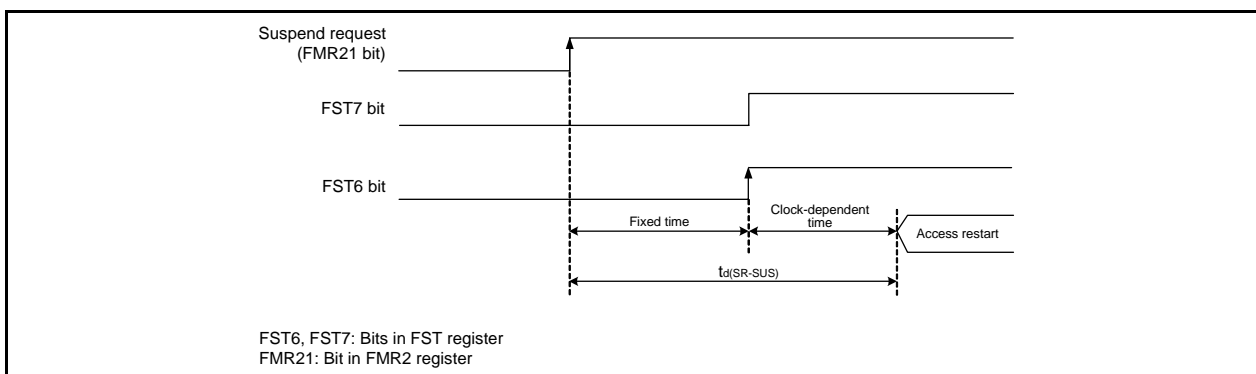 Suspend request
(FMR21 bit)
FST7 bit
FST6 bit
Fixed time
Clock-dependent
time
Access restart
td(SR-SUS)
FST6, FST7: Bits in FST register
FMR21: Bit in FMR2 register